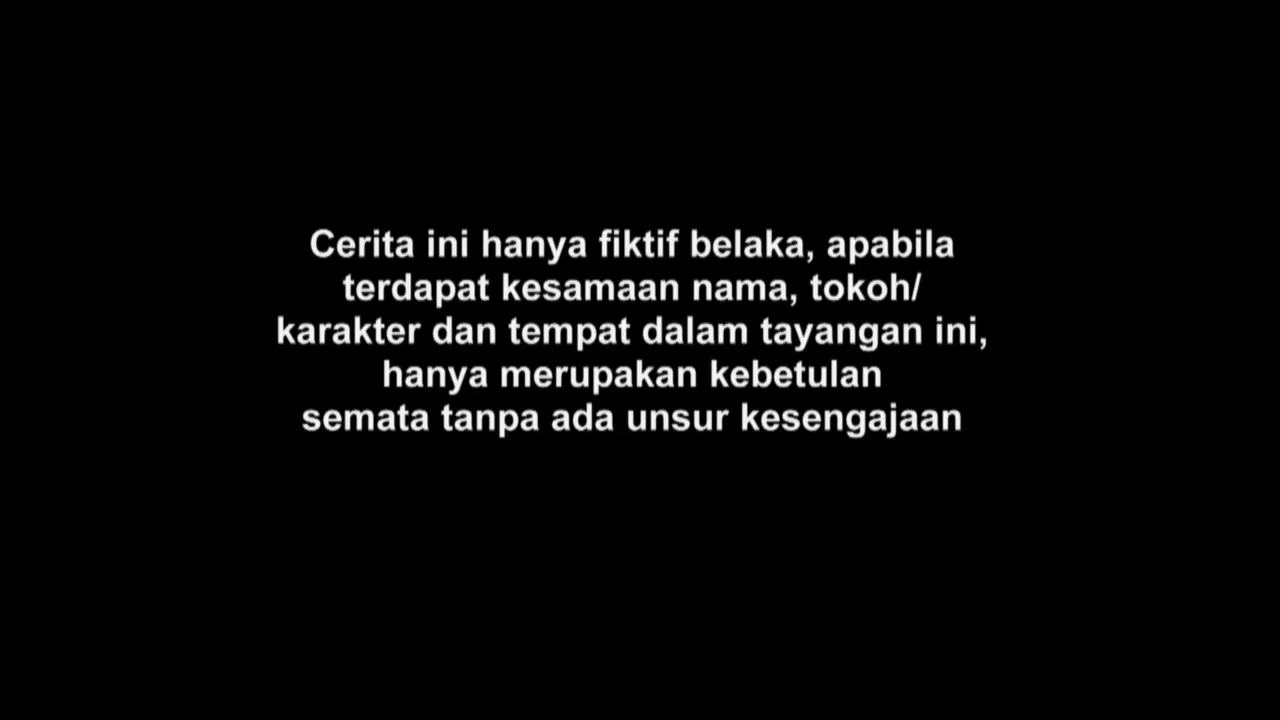 Cerita ini hanya fiktif belaka, apabila
terdapat kesamaan nama, tokoh/
karakter dan tempat dalam tayangan ini,
hanya merupakan kebetulan
semata tanpa ada unsur kesengajaan